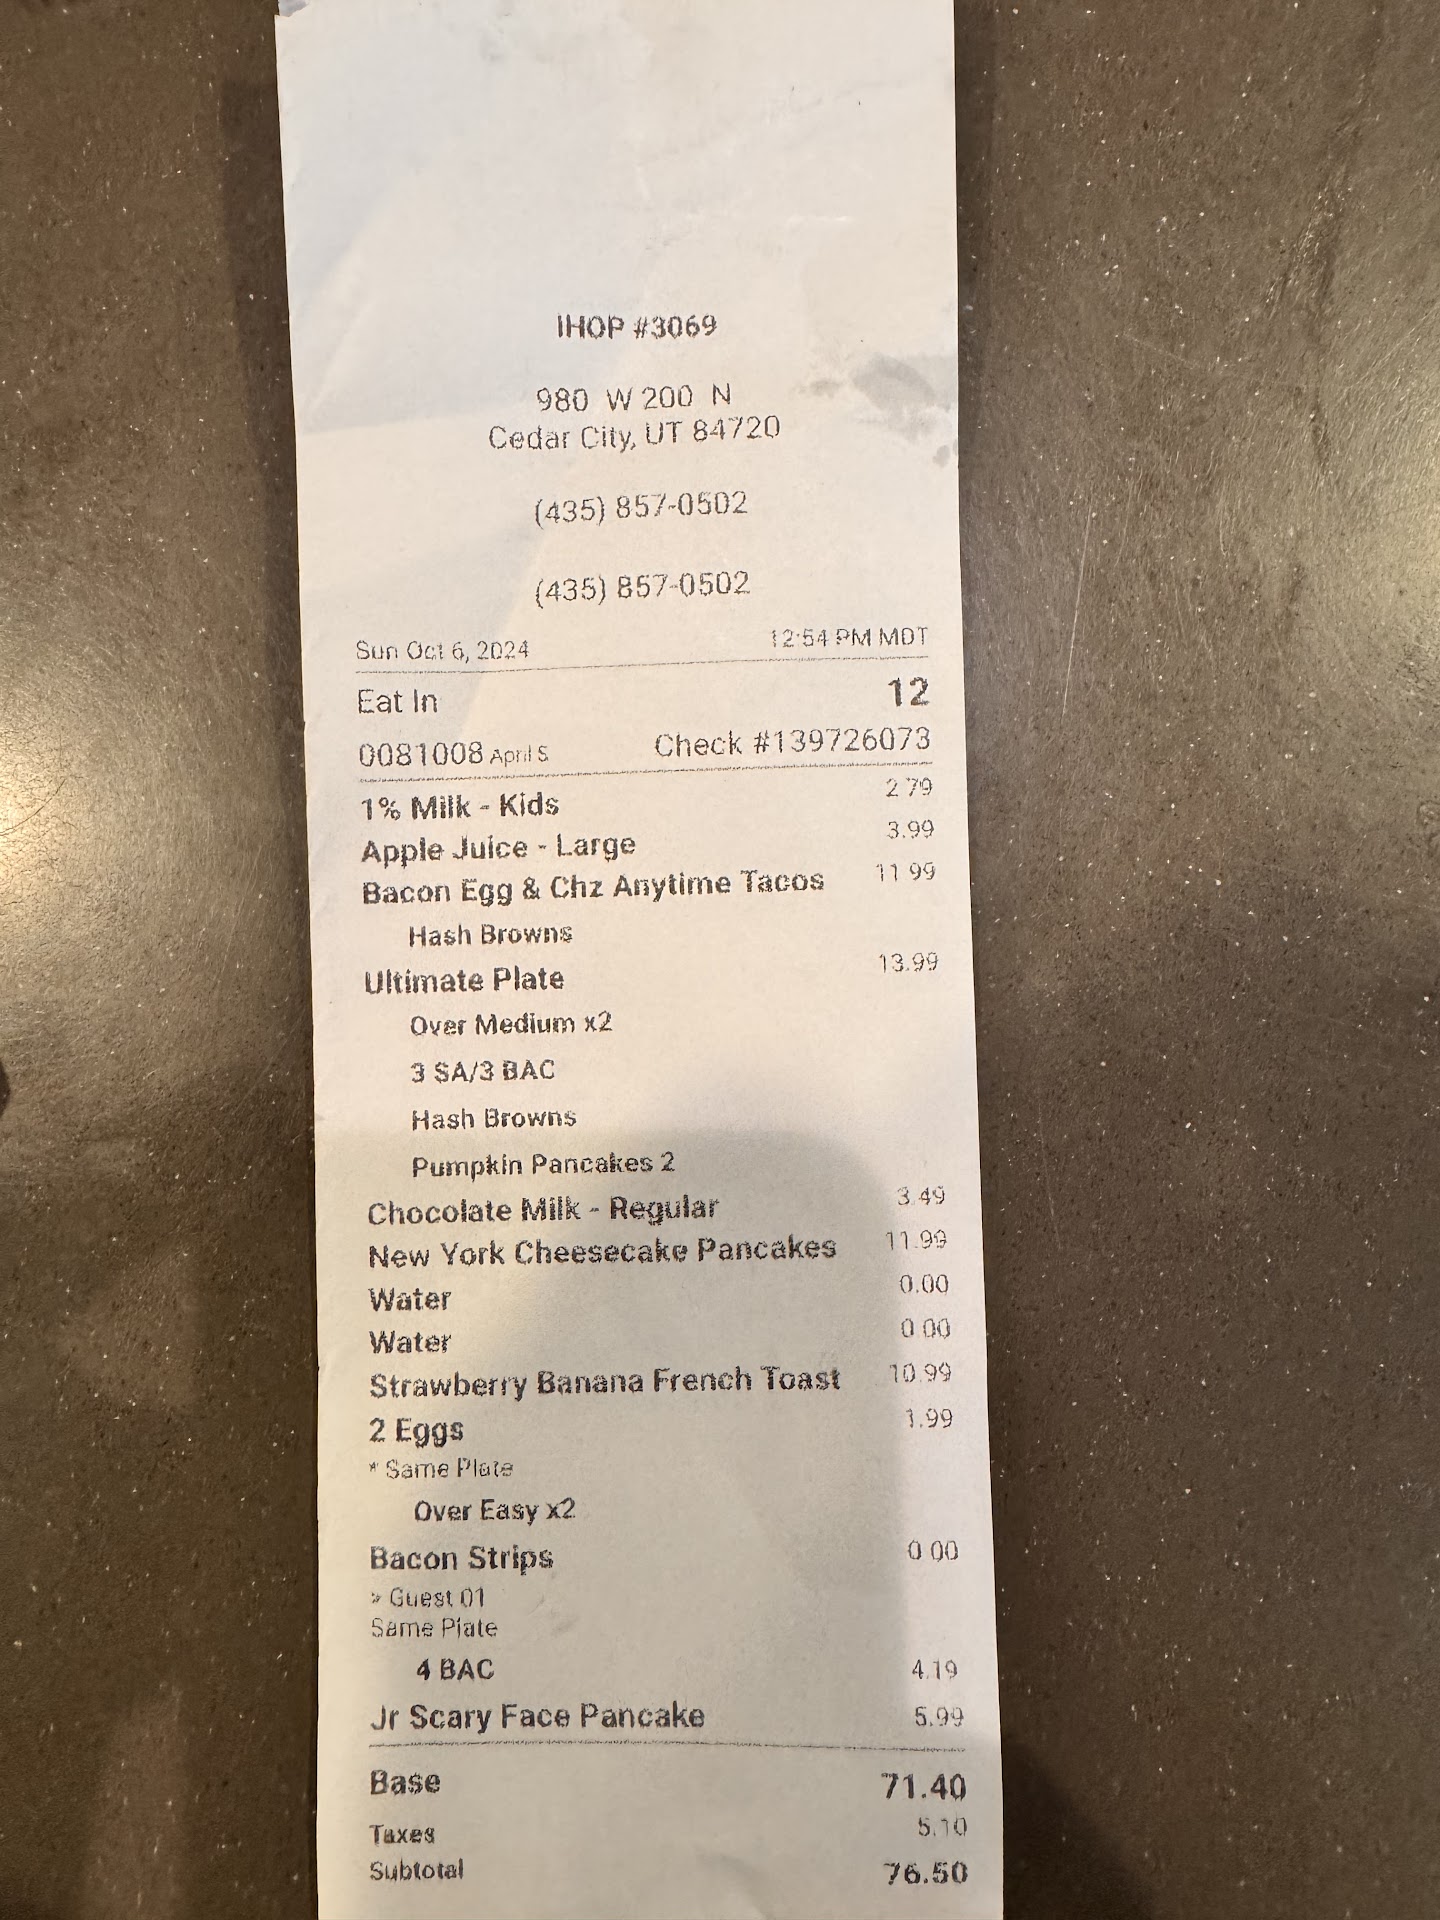 IHOP #3069
980 W 200 N
Cedar City, UT 84720
(435) 857-0502
(435) 857-0502
Sun Oct 6, 2024 12:54 PM MDT
Eat In 12
0081008 April S Check #139726073
1% Milk - Kids 2.79
Apple Juice - Large 3.99
Bacon Egg & Chz Anytime Tacos 11.99
Hash Browns
Ultimate Plate 13.99
Over Medium x2
3 SA/3 BAC
Hash Browns
Pumpkin Pancakes 2
Chocolate Milk - Regular 3.49
New York Cheesecake Pancakes 11.99
Water 0.00
Water 0.00
Strawberry Banana French Toast 10.99
2 Eggs 1.99
* Same Plate
Over Easy x2
Bacon Strips 0.00
> Guest 01
Same Plate
4 BAC 4.19
Jr Scary Face Pancake 5.99
Base 71.40
Taxes 5.10
Subtotal 76.50